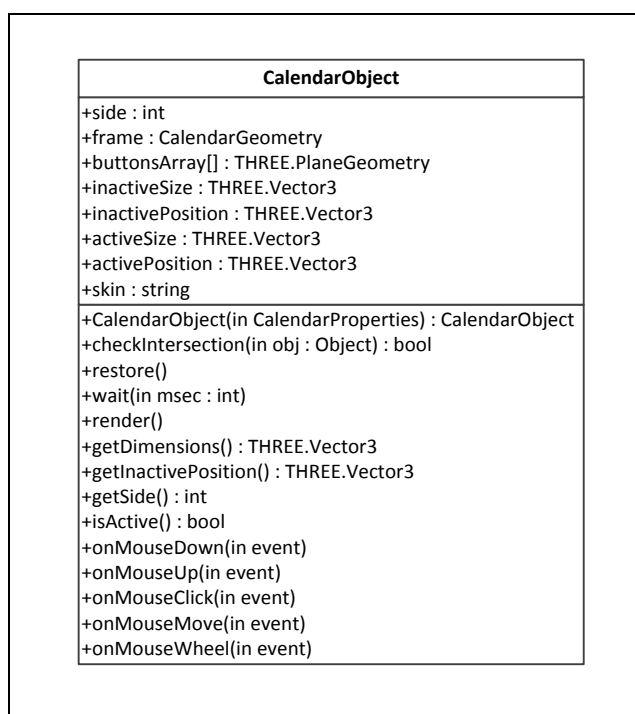 CalendarObject
+side : int
+frame : CalendarGeometry
+buttonsArray[] : THREE.PlaneGeometry
+inactiveSize : THREE.Vector3
+inactivePosition : THREE.Vector3
+activeSize : THREE.Vector3
+activePosition : THREE.Vector3
+skin : string
+CalendarObject(in CalendarProperties) : CalendarObject
+checkIntersection(in obj : Object) : bool
+restore()
+wait(in msec : int)
+render()
+getDimensions() : THREE.Vector3
+getInactivePosition() : THREE.Vector3
+getSide() : int
+isActive() : bool
+onMouseDown(in event)
+onMouseUp(in event)
+onMouseClick(in event)
+onMouseMove(in event)
+onMouseWheel(in event)